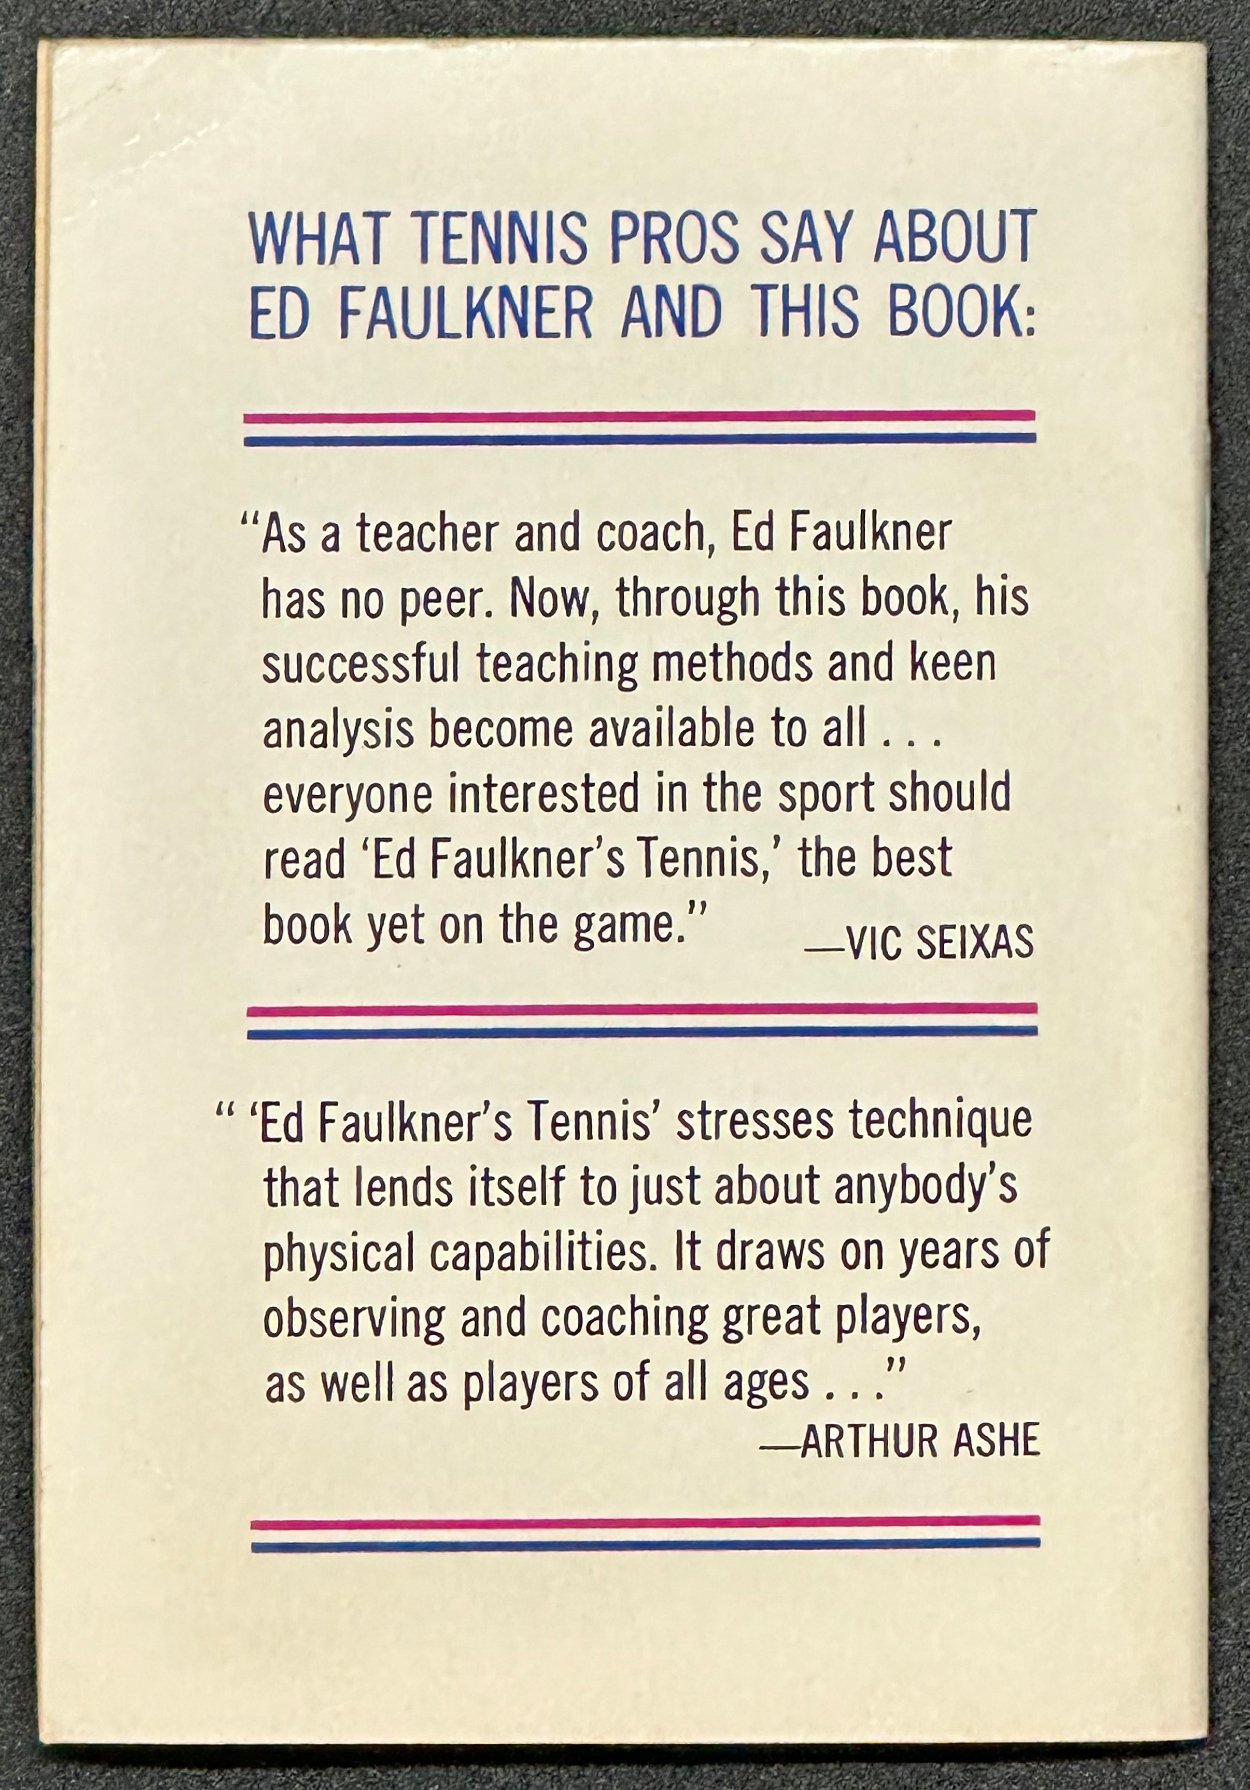 WHAT TENNIS PROS SAY ABOUT
ED FAULKNER AND THIS BOOK:
“As a teacher and coach, Ed Faulkner
has no peer. Now, through this book, his
successful teaching methods and keen
analysis become available to all . . .
everyone interested in the sport should
read ‘Ed Faulkner’s Tennis,’ the best
book yet on the game.”
—VIC SEIXAS
“ ‘Ed Faulkner’s Tennis’ stresses technique
that lends itself to just about anybody’s
physical capabilities. It draws on years of
observing and coaching great players,
as well as players of all ages . . .”
—ARTHUR ASHE